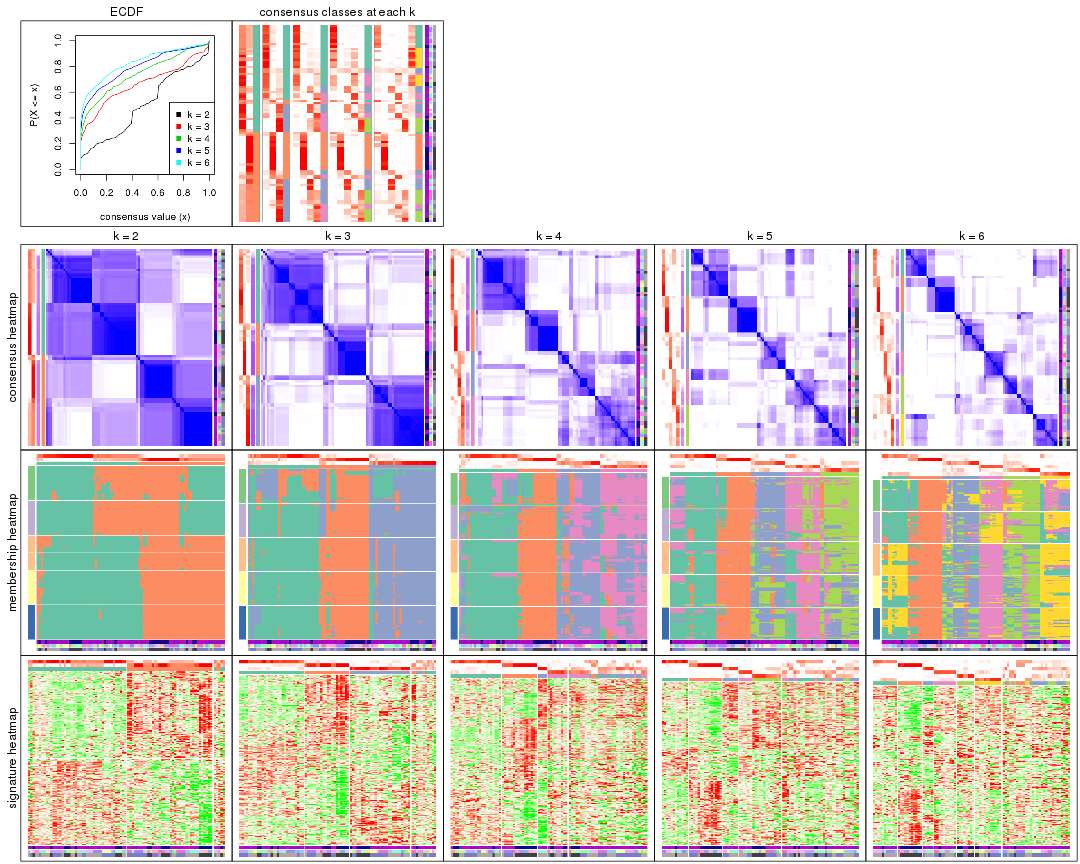 ECDF
consensus classes at each k
P(X <= x)
0.0 0.2 0.4 0.6 0.8 1.0
k = 2
k = 3
k = 4
k = 5
k = 6
0.0 0.2 0.4 0.6 0.8 1.0
consensus value (x)
k = 2 k = 3 k = 4 k = 5 k = 6
consensus heatmap
membership heatmap
signature heatmap